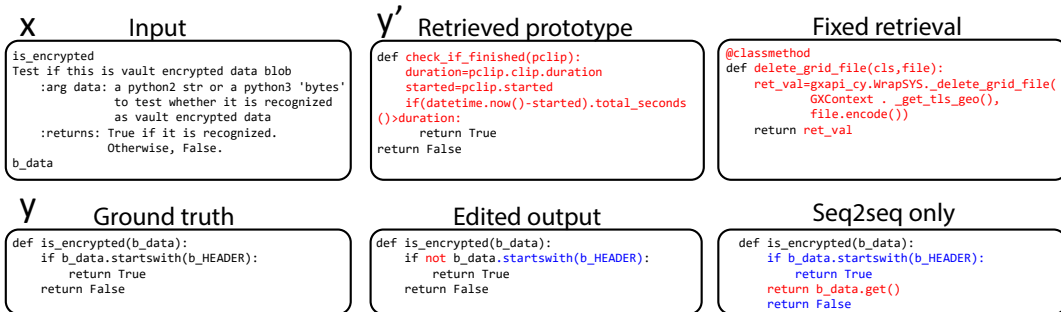 x Input
is_encrypted
Test if this is vault encrypted data blob
:arg data: a python2 str or a python3 'bytes'
to test whether it is recognized
as vault encrypted data
:returns: True if it is recognized.
Otherwise, False.
b_data
y’ Retrieved prototype
def check_if_finished(pclip):
duration=pclip.clip.duration
started=pclip.started
if(datetime.now()-started).total_seconds
()>duration:
return True
return False
Fixed retrieval
@classmethod
def delete_grid_file(cls,file):
ret_val=gxapi_cy.WrapSYS._delete_grid_file(
GXContext . _get_tls_geo(),
file.encode())
return ret_val
y Ground truth
def is_encrypted(b_data):
if b_data.startswith(b_HEADER):
return True
return False
Edited output
def is_encrypted(b_data):
if not b_data.startswith(b_HEADER):
return True
return False
Seq2seq only
def is_encrypted(b_data):
if b_data.startswith(b_HEADER):
return True
return b_data.get()
return False